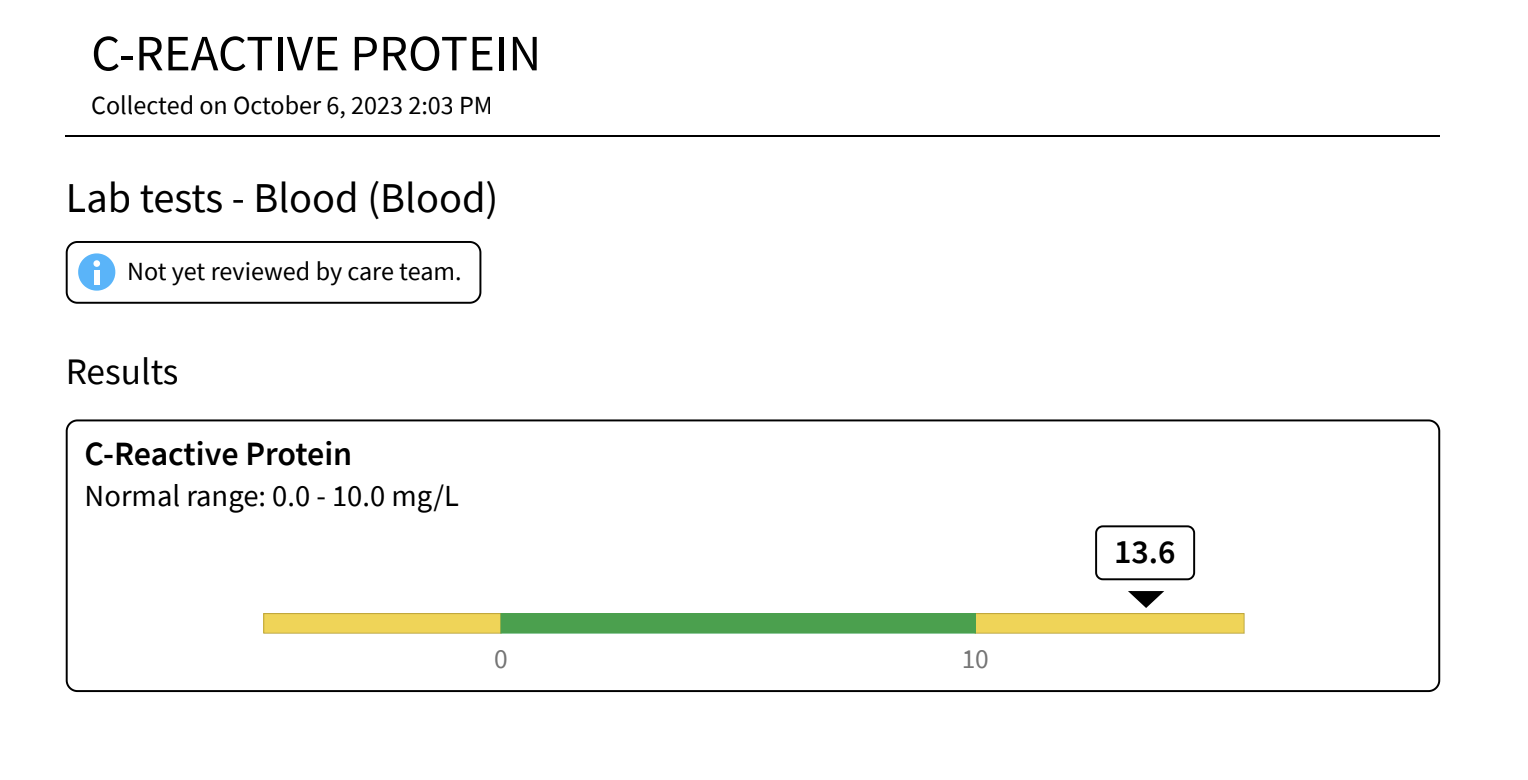 C-REACTIVE PROTEIN
Collected on October 6, 2023 2:03 PM
Lab tests - Blood (Blood)
Not yet reviewed by care team.
Results
C-Reactive Protein
Normal range: 0.0 - 10.0 mg/L
13.6
0 10